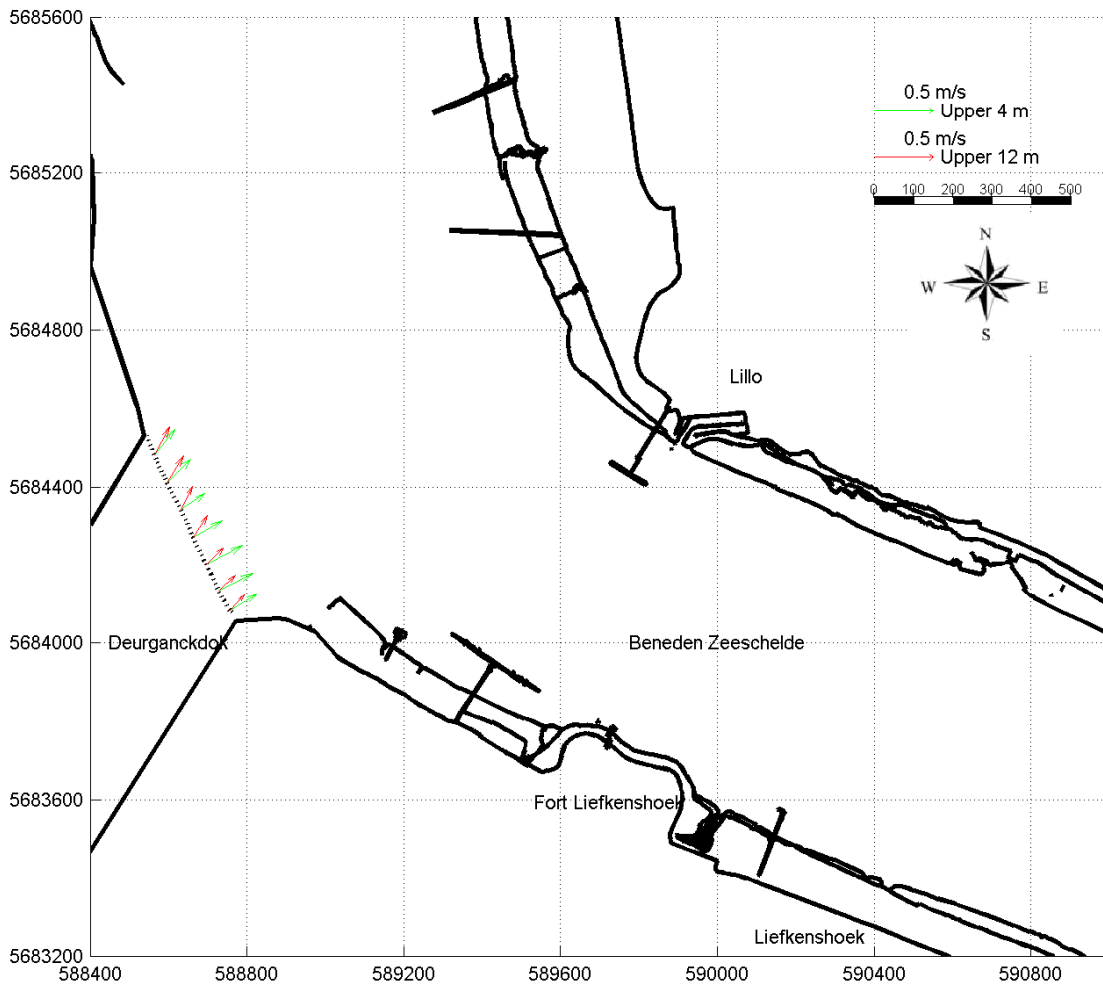 5685600
5685200
5684800
5684400
5684000
5683600
5683200
588400 588800 589200 589600 590000 590400 590800
0.5 m/s
Upper 4 m
0.5 m/s
Upper 12 m
0 100 200 300 400 500
N
W E
S
Lillo
Deurganckdok
Beneden Zeeschelde
Fort Liefkenshoek
Liefkenshoek